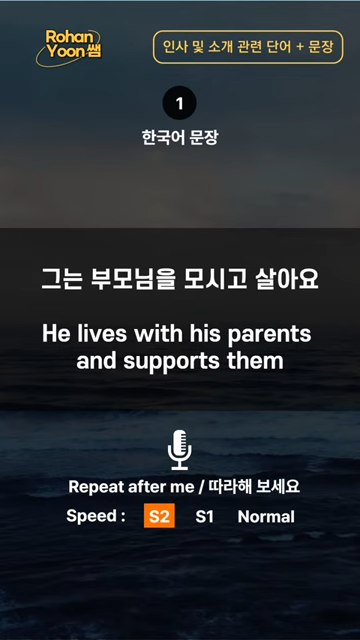 Rohan
Yoon쌤
인사 및 소개 관련 단어 + 문장
1
한국어 문장
그는 부모님을 모시고 살아요
He lives with his parents
and supports them
Repeat after me / 따라해 보세요
Speed : S2 S1 Normal